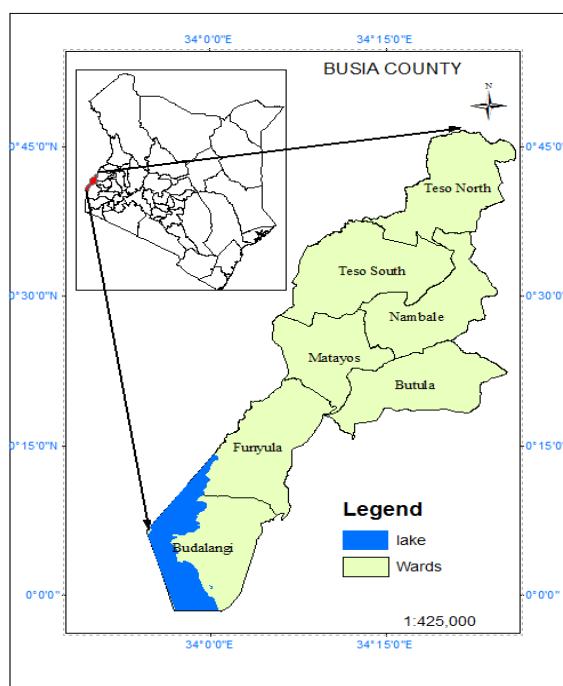 34°0'0"E 34°15'0"E
BUSIA COUNTY
N
0°45'0"N 0°45'0"N
Teso North
Teso South
0°30'0"N 0°30'0"N
Nambale
Matayos
Butula
0°15'0"N 0°15'0"N
Funyula
Legend
lake
Budalangi
Wards
0°0'0" 0°0'0"
1:425,000
34°0'0"E 34°15'0"E